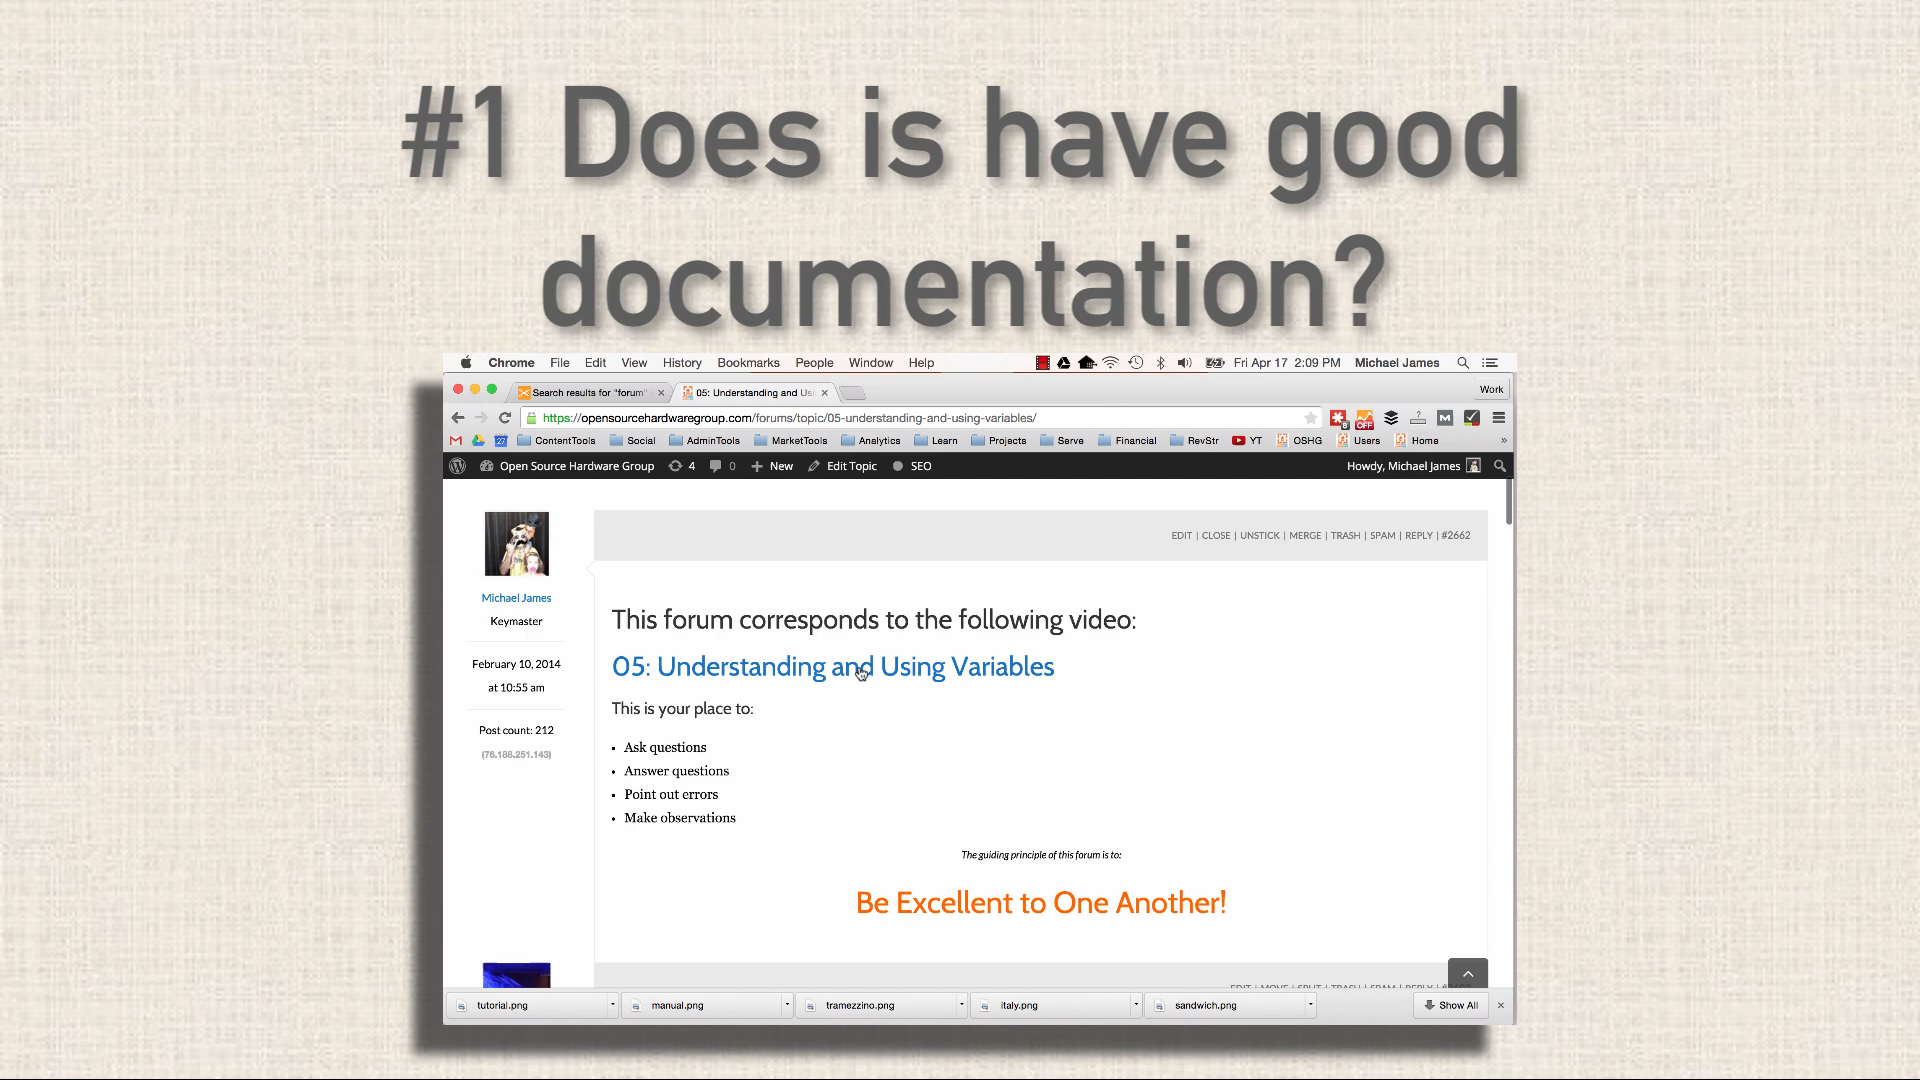 #1 Does is have good
documentation?
Chrome File Edit View History Bookmarks People Window Help Fri Apr 17 2:09 PM Michael James
Search results for "forum" 05: Understanding and Usi Work
https://opensourcehardwaregroup.com/forums/topic/05-understanding-and-using-variables/
27 ContentTools Social AdminTools MarketTools Analytics Learn Projects Serve Financial RevStr YT OSHG Users Home »
Open Source Hardware Group 4 0 New Edit Topic SEO Howdy, Michael James
EDIT | CLOSE | UNSTICK | MERGE | TRASH | SPAM | REPLY | #2662
Michael James
Keymaster
February 10, 2014
at 10:55 am
Post count: 212
(76.188.251.143)
This forum corresponds to the following video:
05: Understanding and Using Variables
This is your place to:
Ask questions
Answer questions
Point out errors
Make observations
The guiding principle of this forum is to:
Be Excellent to One Another!
tutorial.png manual.png tramezzino.png italy.png sandwich.png Show All